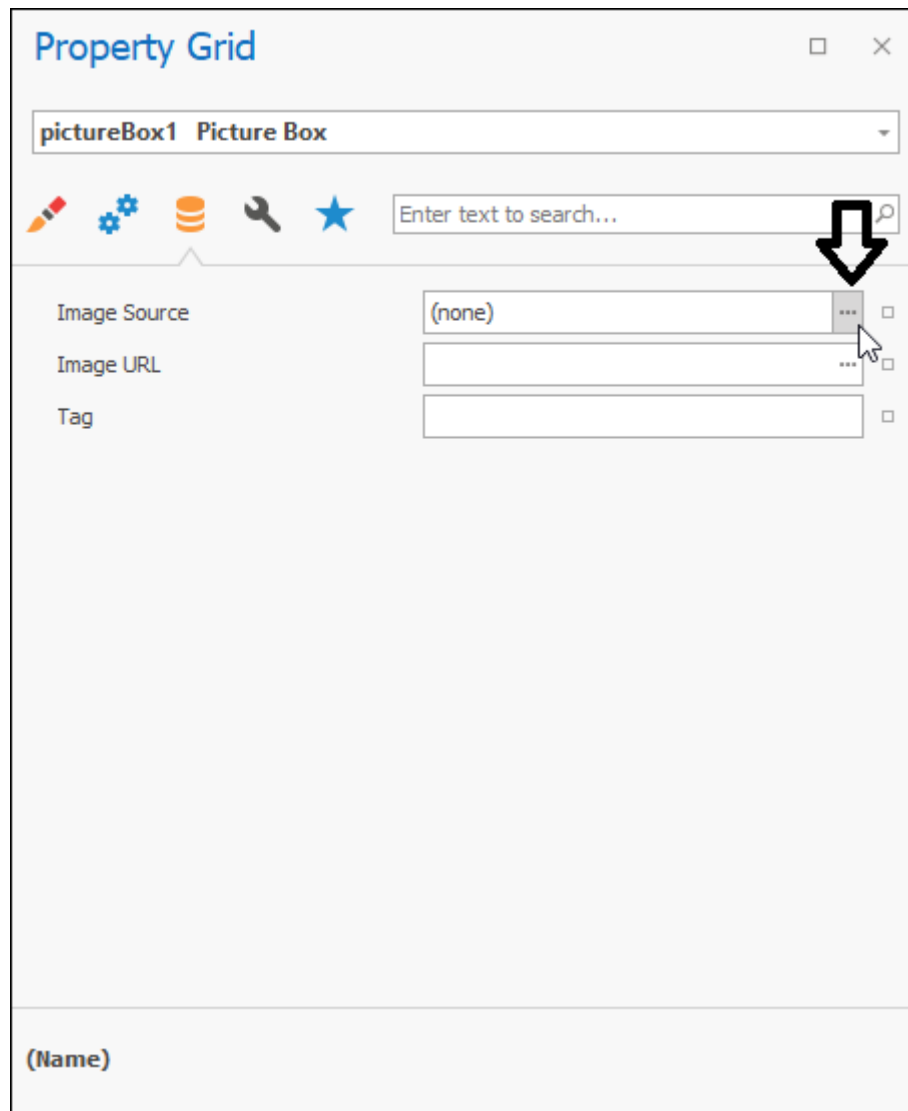 Property Grid
pictureBox1 Picture Box
Enter text to search...
Image Source (none) ...
Image URL ...
Tag
(Name)